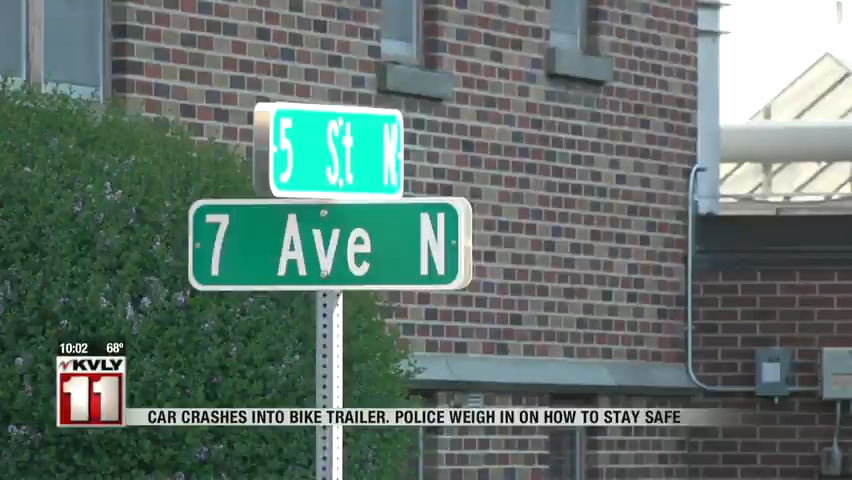 5 St N
7 Ave N
10:02 68°
KVLY
11
CAR CRASHES INTO BIKE TRAILER. POLICE WEIGH IN ON HOW TO STAY SAFE